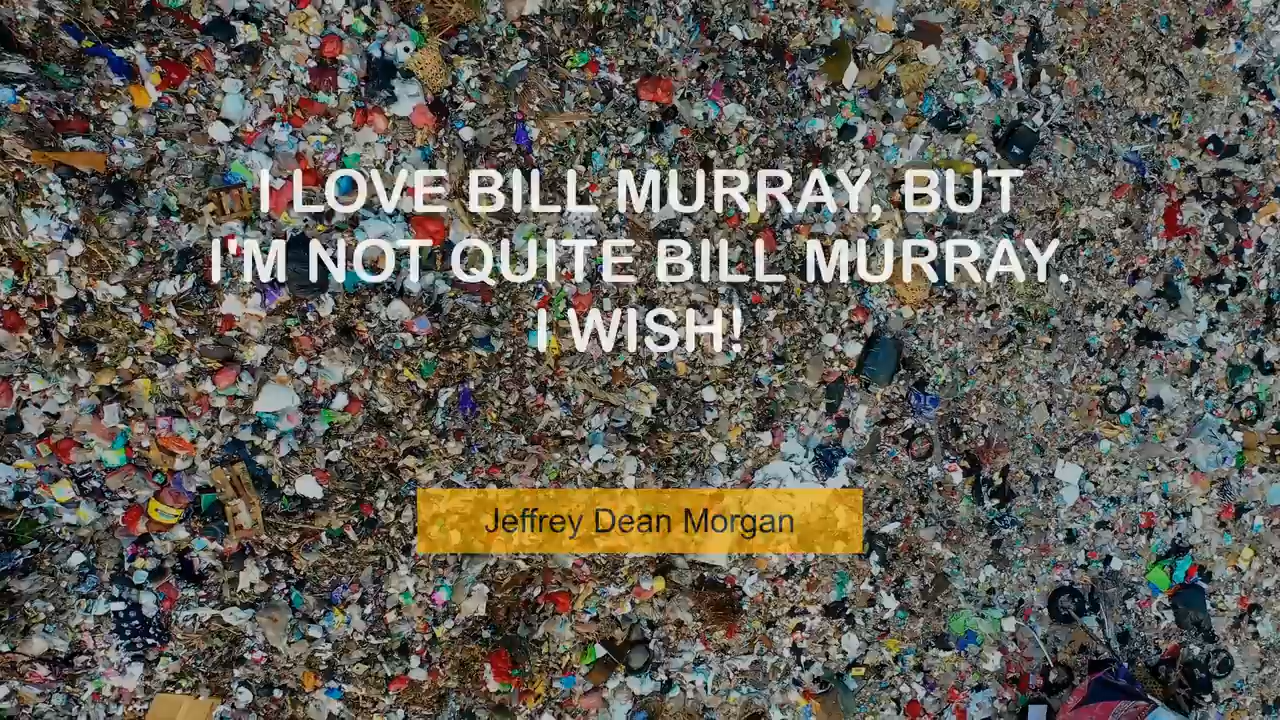 I LOVE BILL MURRAY, BUT
I'M NOT QUITE BILL MURRAY.
I WISH!
Jeffrey Dean Morgan